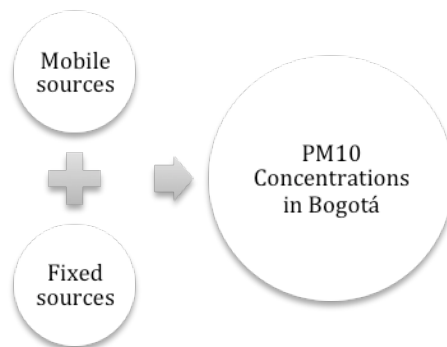 Mobile
sources
Fixed
sources
PM10
Concentrations
in Bogotá